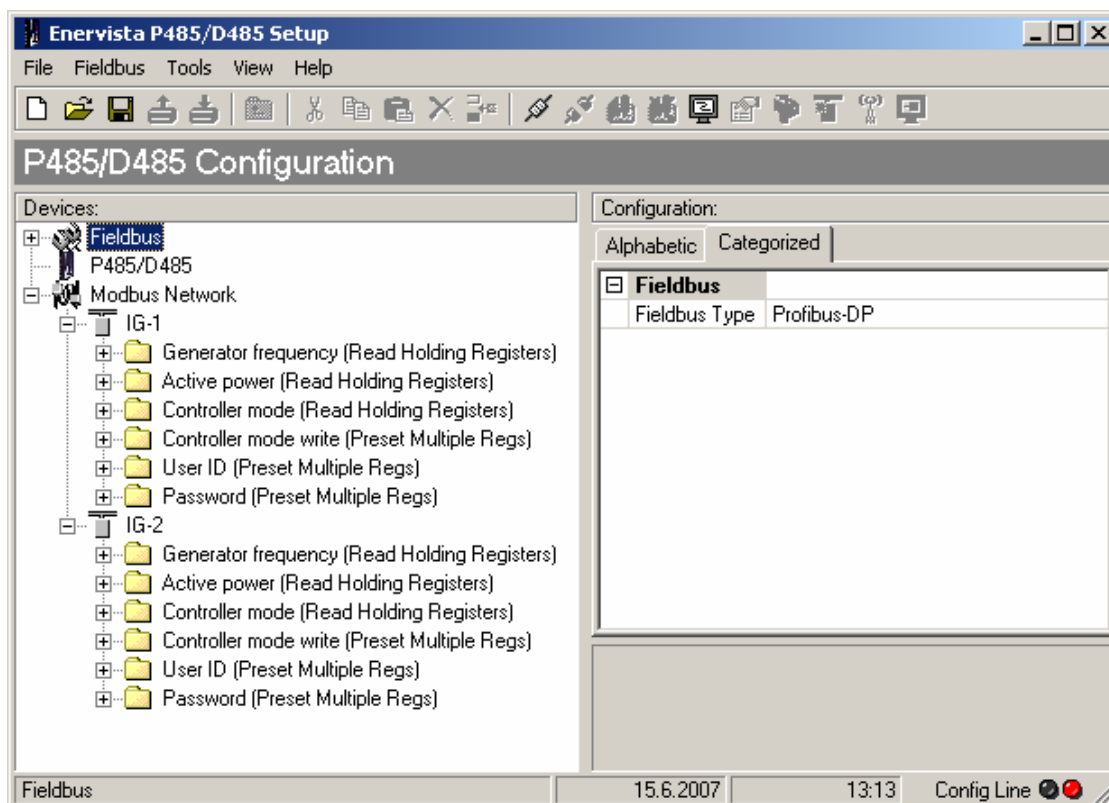 Enervista P485/D485 Setup
File Fieldbus Tools View Help
P485/D485 Configuration
Devices:
Fieldbus
P485/D485
Modbus Network
IG-1
Generator frequency (Read Holding Registers)
Active power (Read Holding Registers)
Controller mode (Read Holding Registers)
Controller mode write (Preset Multiple Regs)
User ID (Preset Multiple Regs)
Password (Preset Multiple Regs)
IG-2
Generator frequency (Read Holding Registers)
Active power (Read Holding Registers)
Controller mode (Read Holding Registers)
Controller mode write (Preset Multiple Regs)
User ID (Preset Multiple Regs)
Password (Preset Multiple Regs)
Configuration:
Alphabetic Categorized
Fieldbus
Fieldbus Type Profibus-DP
Fieldbus 15.6.2007 13:13 Config Line